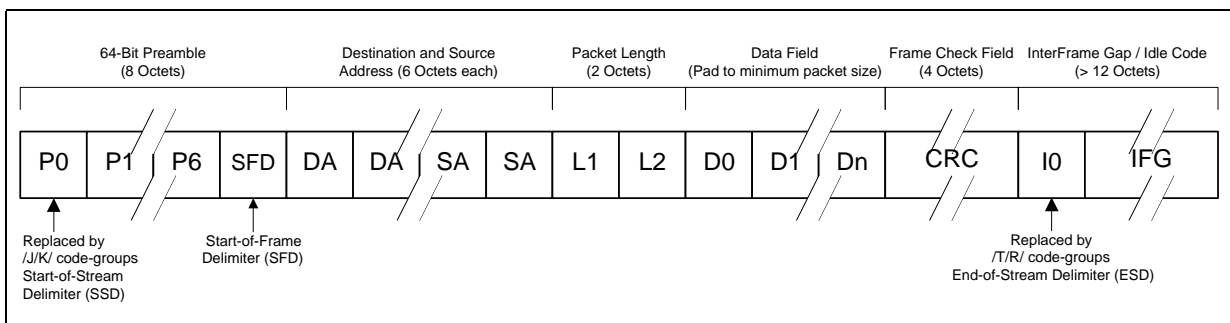 64-Bit Preamble
(8 Octets)
Destination and Source
Address (6 Octets each)
Packet Length
(2 Octets)
Data Field
(Pad to minimum packet size)
Frame Check Field
(4 Octets)
InterFrame Gap / Idle Code
(> 12 Octets)
P0 P1 P6 SFD DA DA SA SA L1 L2 D0 D1 Dn CRC I0 IFG
Replaced by
/J/K/ code-groups
Start-of-Stream
Delimiter (SSD)
Start-of-Frame
Delimiter (SFD)
Replaced by
/T/R/ code-groups
End-of-Stream Delimiter (ESD)